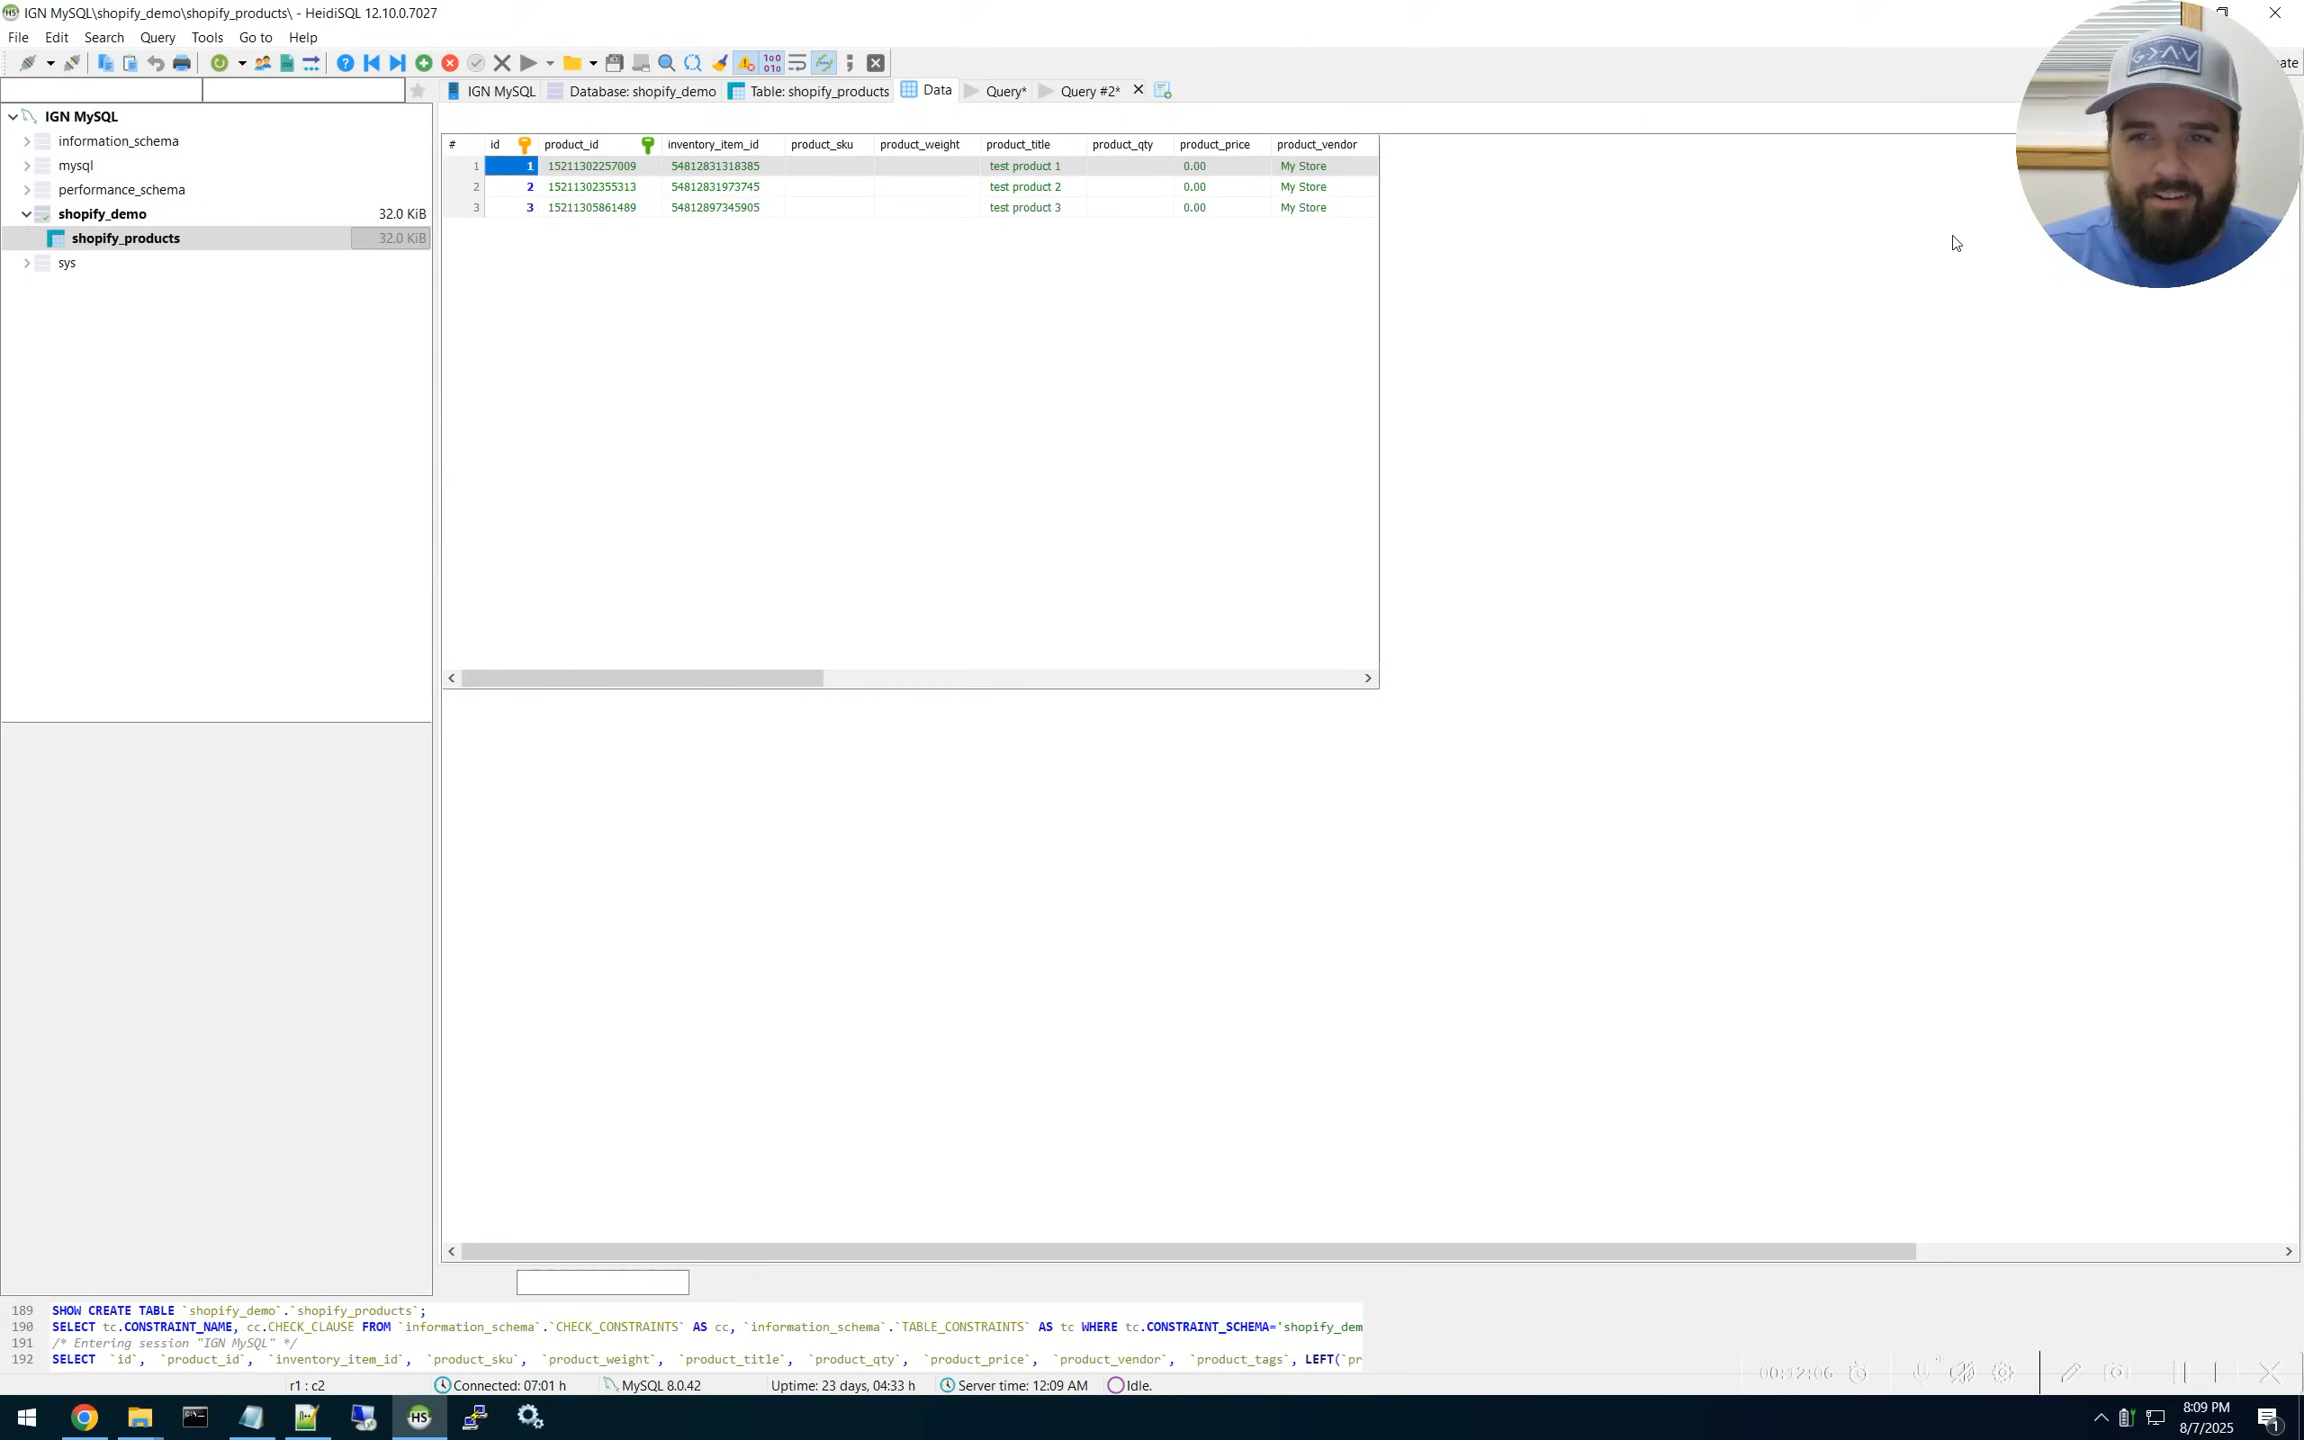 IGN MySQL\shopify_demo\shopify_products\ - HeidiSQL 12.10.0.7027
File Edit Search Query Tools Go to Help
IGN MySQL Database: shopify_demo Table: shopify_products Data Query* Query #2*
IGN MySQL
information_schema
mysql
performance_schema
shopify_demo 32.0 KiB
shopify_products 32.0 KiB
sys
# id product_id inventory_item_id product_sku product_weight product_title product_qty product_price product_vendor
1 1 15211302257009 54812831318385 test product 1 0.00 My Store
2 2 15211302355313 54812831973745 test product 2 0.00 My Store
3 3 15211305861489 54812897345905 test product 3 0.00 My Store
189 SHOW CREATE TABLE `shopify_demo`.`shopify_products`;
190 SELECT tc.CONSTRAINT_NAME, cc.CHECK_CLAUSE FROM `information_schema`.`CHECK_CONSTRAINTS` AS cc, `information_schema`.`TABLE_CONSTRAINTS` AS tc WHERE tc.CONSTRAINT_SCHEMA='shopify_dem
191 /* Entering session "IGN MySQL" */
192 SELECT `id`, `product_id`, `inventory_item_id`, `product_sku`, `product_weight`, `product_title`, `product_qty`, `product_price`, `product_vendor`, `product_tags`, LEFT(`pr
00:12:06
r1 : c2 Connected: 07:01 h MySQL 8.0.42 Uptime: 23 days, 04:33 h Server time: 12:09 AM Idle.
HS
8:09 PM
8/7/2025
1